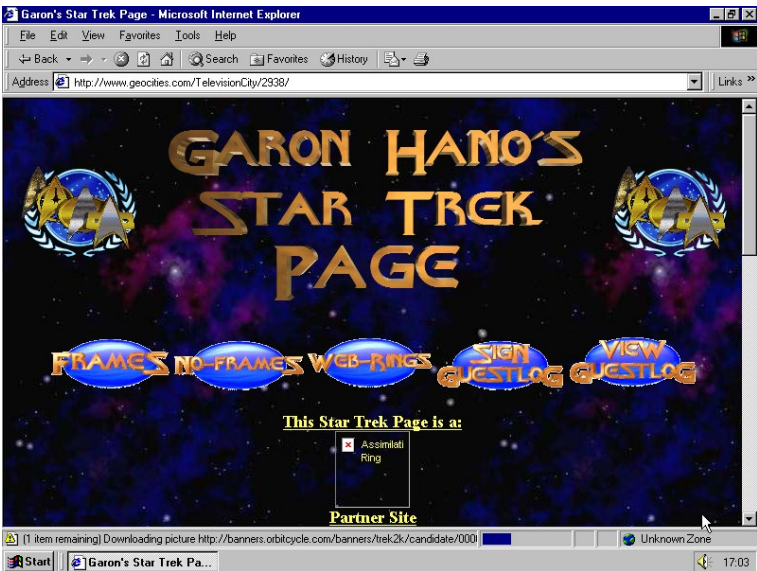 Garon's Star Trek Page - Microsoft Internet Explorer
File Edit View Favorites Tools Help
Back Search Favorites History
Address http://www.geocities.com/TelevisionCity/2938/ Links »
GARON HANO'S
STAR TREK
PAGE
FRAMES NO-FRAMES WEB-RINGS SIGN GUESTLOG VIEW GUESTLOG
This Star Trek Page is a:
Assimilati
Ring
Partner Site
(1 item remaining) Downloading picture http://banners.orbitcycle.com/banners/trek2k/candidate/000 Unknown Zone
Start Garon's Star Trek Pa... 17:03